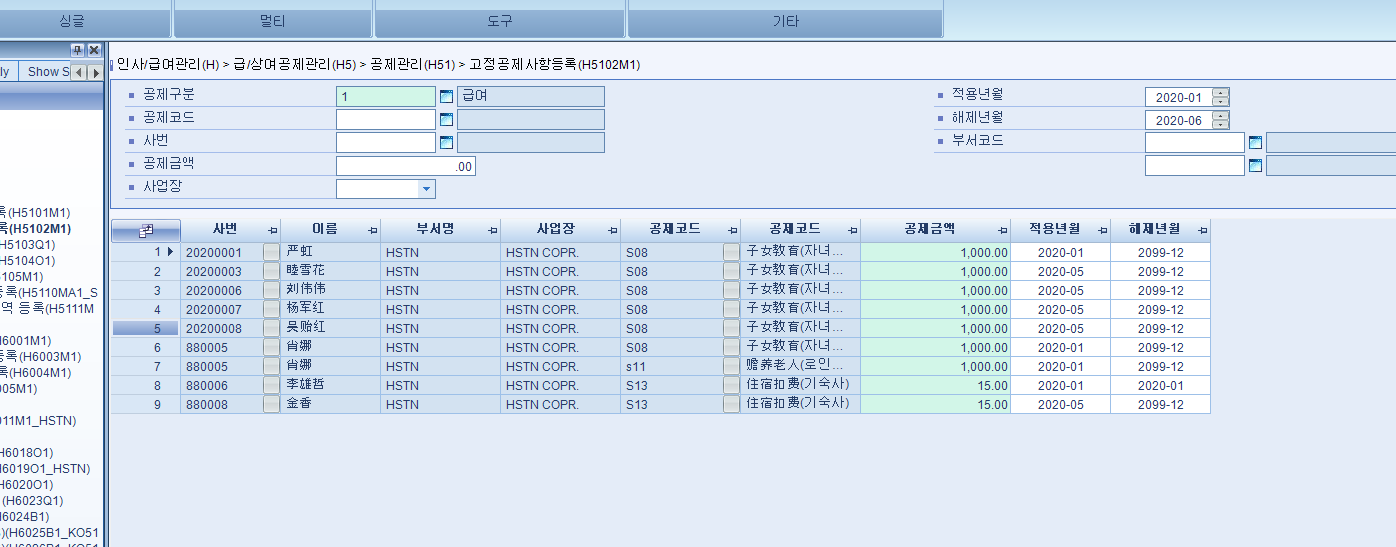 싱글 멀티 도구 기타
ly Show S
인사/급여관리(H) > 급/상여공제관리(H5) > 공제관리(H51) > 고정공제사항등록(H5102M1)
공제구분 1 급여 적용년월 2020-01
공제코드 해제년월 2020-06
사번 부서코드
공제금액 .00
사업장
록(H5101M1)
록(H5102M1)
H5103Q1)
H5104O1)
5105M1)
등록(H5110MA1_S
역 등록(H5111M
H6001M1)
등록(H6003M1)
록(H6004M1)
005M1)
011M1_HSTN)
H6018O1)
H6019O1_HSTN)
H6020O1)
(H6023Q1)
H6024B1)
)(H6025B1_KO51
사번 이름 부서명 사업장 공제코드 공제코드 공제금액 적용년월 해제년월
1 20200001 严虹 HSTN HSTN COPR. S08 子女教育(자녀... 1,000.00 2020-01 2099-12
2 20200003 睦雪花 HSTN HSTN COPR. S08 子女教育(자녀... 1,000.00 2020-05 2099-12
3 20200006 刘伟伟 HSTN HSTN COPR. S08 子女教育(자녀... 1,000.00 2020-05 2099-12
4 20200007 杨军红 HSTN HSTN COPR. S08 子女教育(자녀... 1,000.00 2020-05 2099-12
5 20200008 吴贻红 HSTN HSTN COPR. S08 子女教育(자녀... 1,000.00 2020-05 2099-12
6 880005 肖娜 HSTN HSTN COPR. S08 子女教育(자녀... 1,000.00 2020-01 2099-12
7 880005 肖娜 HSTN HSTN COPR. s11 赡养老人(로인... 1,000.00 2020-01 2099-12
8 880006 李雄哲 HSTN HSTN COPR. S13 住宿扣费(기숙사) 15.00 2020-01 2020-01
9 880008 金香 HSTN HSTN COPR. S13 住宿扣费(기숙사) 15.00 2020-05 2099-12